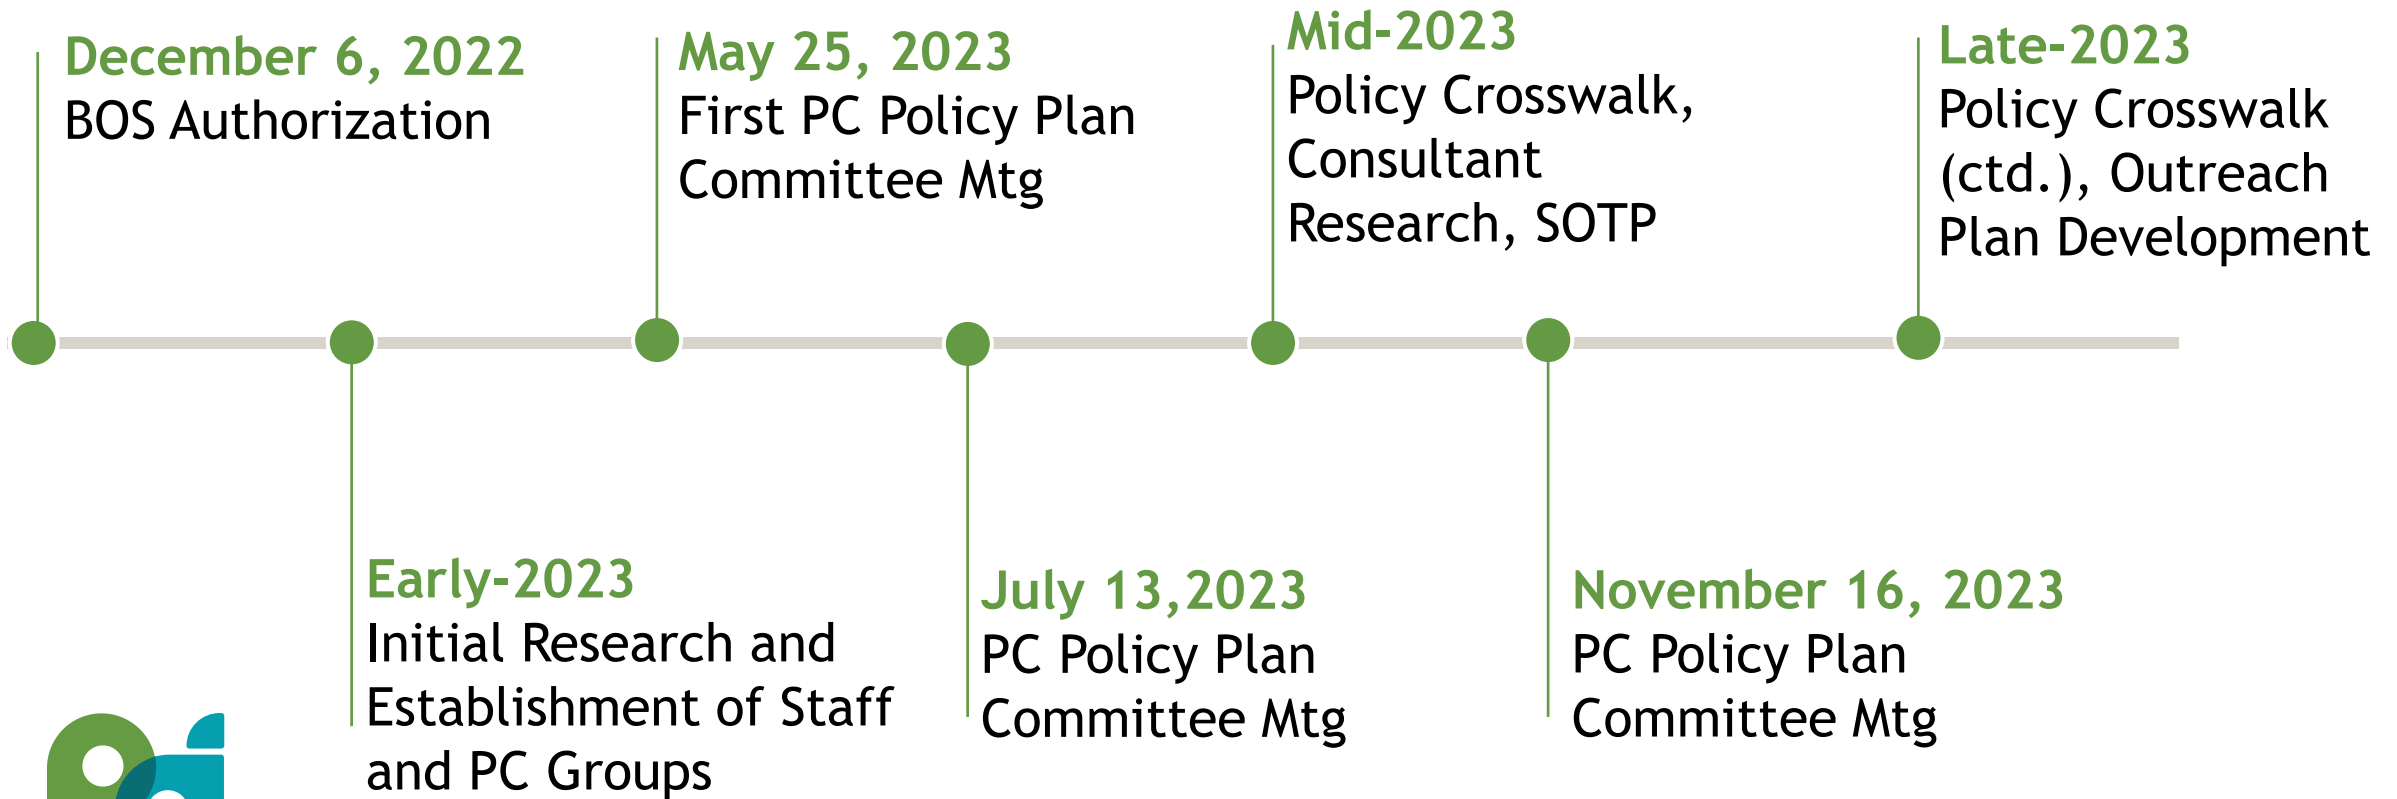 December 6, 2022
BOS Authorization
May 25, 2023
First PC Policy Plan
Committee Mtg
Mid-2023
Policy Crosswalk,
Consultant
Research, SOTP
Late-2023
Policy Crosswalk
(ctd.), Outreach
Plan Development
Early-2023
Initial Research and
Establishment of Staff
and PC Groups
July 13,2023
PC Policy Plan
Committee Mtg
November 16, 2023
PC Policy Plan
Committee Mtg